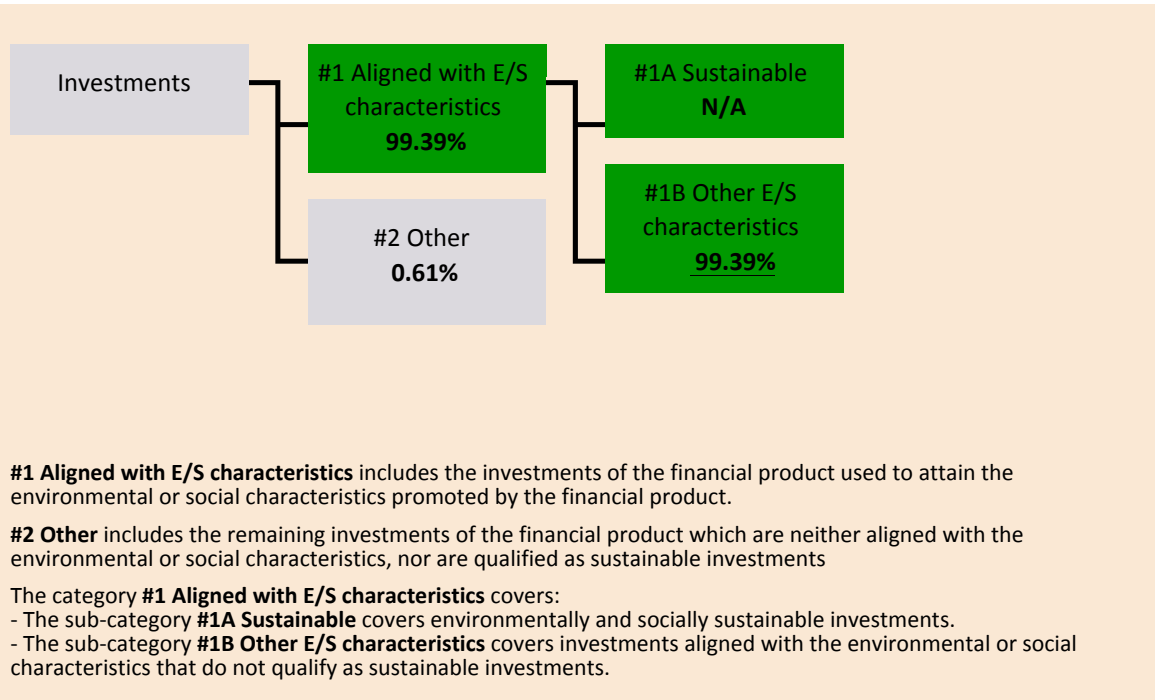 Investments
#1 Aligned with E/S
characteristics
99.39%
#2 Other
0.61%
#1A Sustainable
N/A
#1B Other E/S
characteristics
99.39%
#1 Aligned with E/S characteristics includes the investments of the financial product used to attain the
environmental or social characteristics promoted by the financial product.
#2 Other includes the remaining investments of the financial product which are neither aligned with the
environmental or social characteristics, nor are qualified as sustainable investments
The category #1 Aligned with E/S characteristics covers:
- The sub-category #1A Sustainable covers environmentally and socially sustainable investments.
- The sub-category #1B Other E/S characteristics covers investments aligned with the environmental or social
characteristics that do not qualify as sustainable investments.